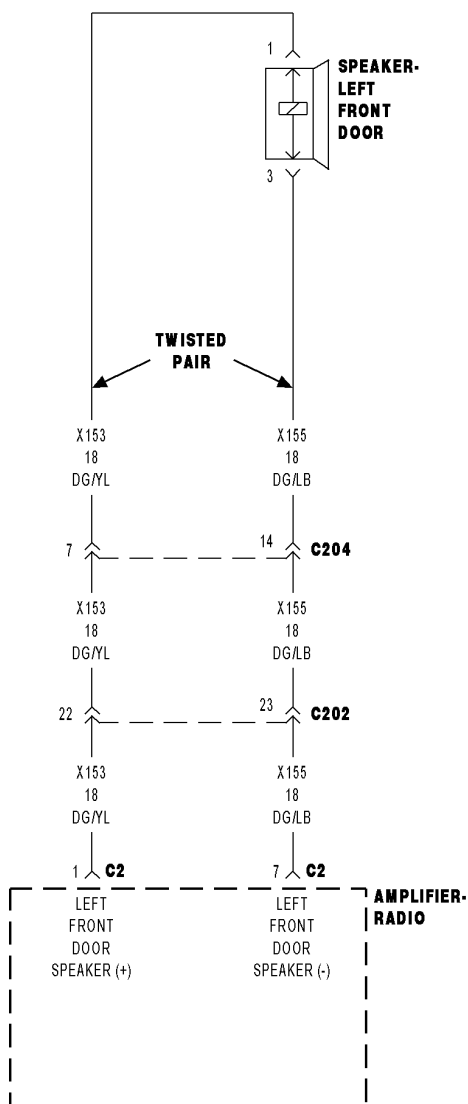 1
SPEAKER-
LEFT
FRONT
DOOR
3
TWISTED
PAIR
X153
18
DG/YL
X155
18
DG/LB
7
14
C204
X153
18
DG/YL
X155
18
DG/LB
22
23
C202
X153
18
DG/YL
X155
18
DG/LB
1 C2
7 C2
AMPLIFIER-
RADIO
LEFT
FRONT
DOOR
SPEAKER (+)
LEFT
FRONT
DOOR
SPEAKER (-)